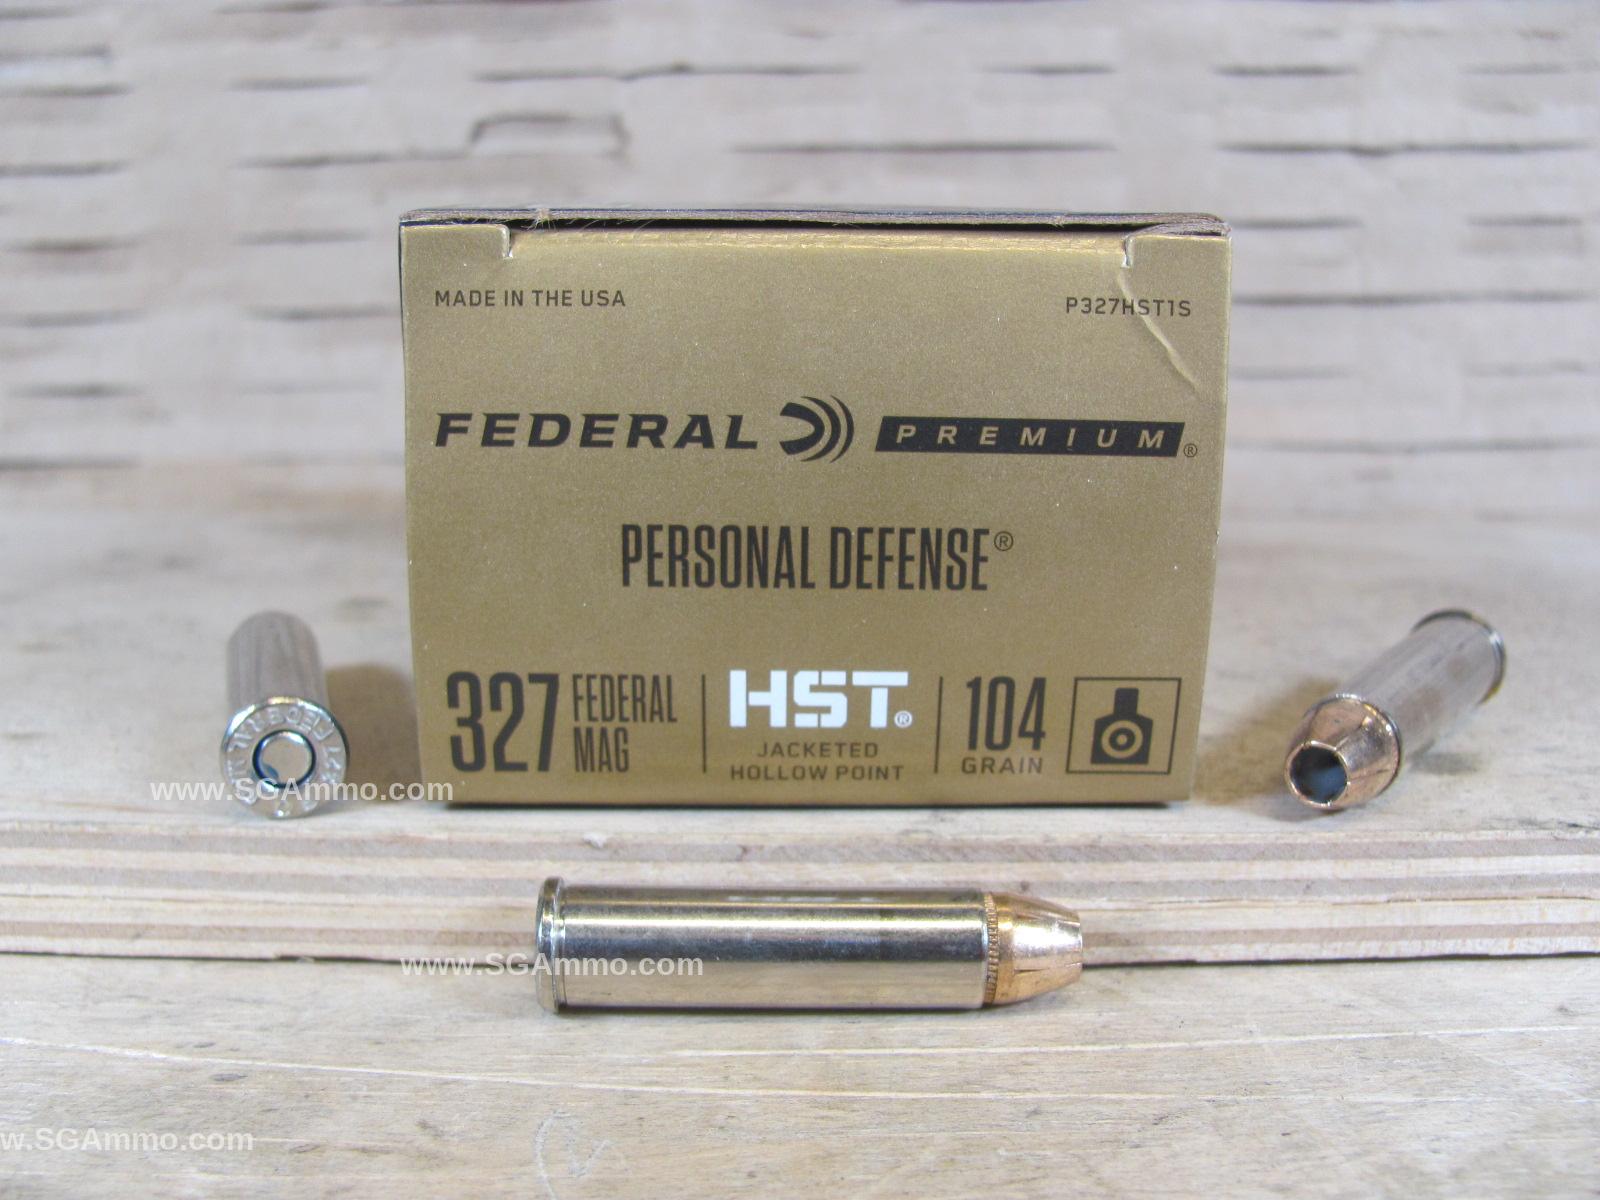 MADE IN THE USA
P327HST1S
FEDERAL PREMIUM®
PERSONAL DEFENSE®
327 FEDERAL MAG
HST®
JACKETED
HOLLOW POINT
104
GRAIN
FEDERAL
www.SGAmmo.com
www.SGAmmo.com
w.SGAmmo.com